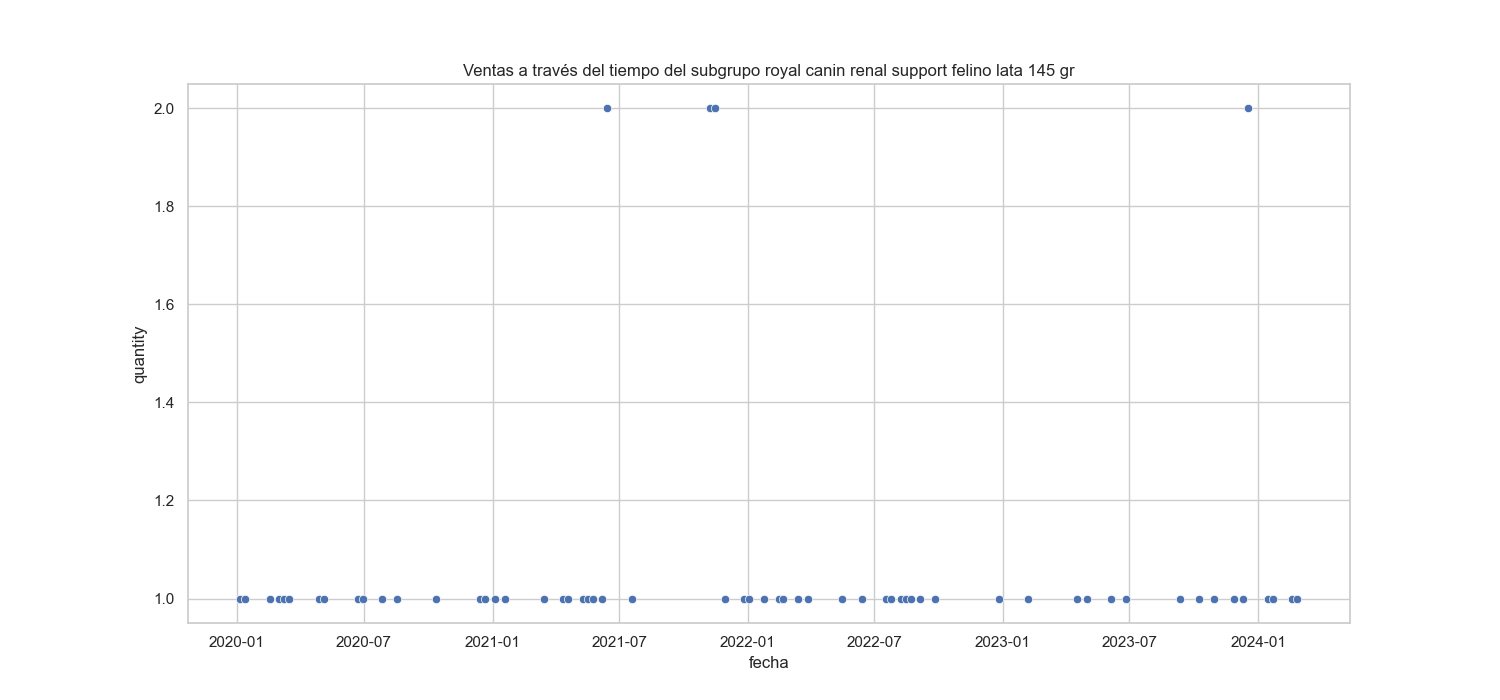 Ventas a través del tiempo del subgrupo royal canin renal support felino lata 145 gr
2.0
1.8
1.6
1.4
1.2
1.0
quantity
2020-01 2020-07 2021-01 2021-07 2022-01 2022-07 2023-01 2023-07 2024-01
fecha